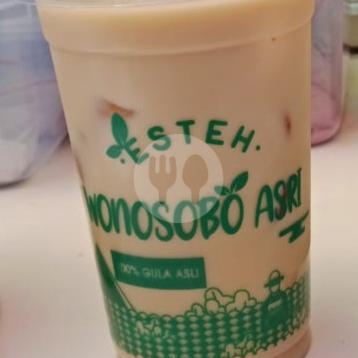 ESTEH.
WONOSOBO ASRI
100% GULA ASLI